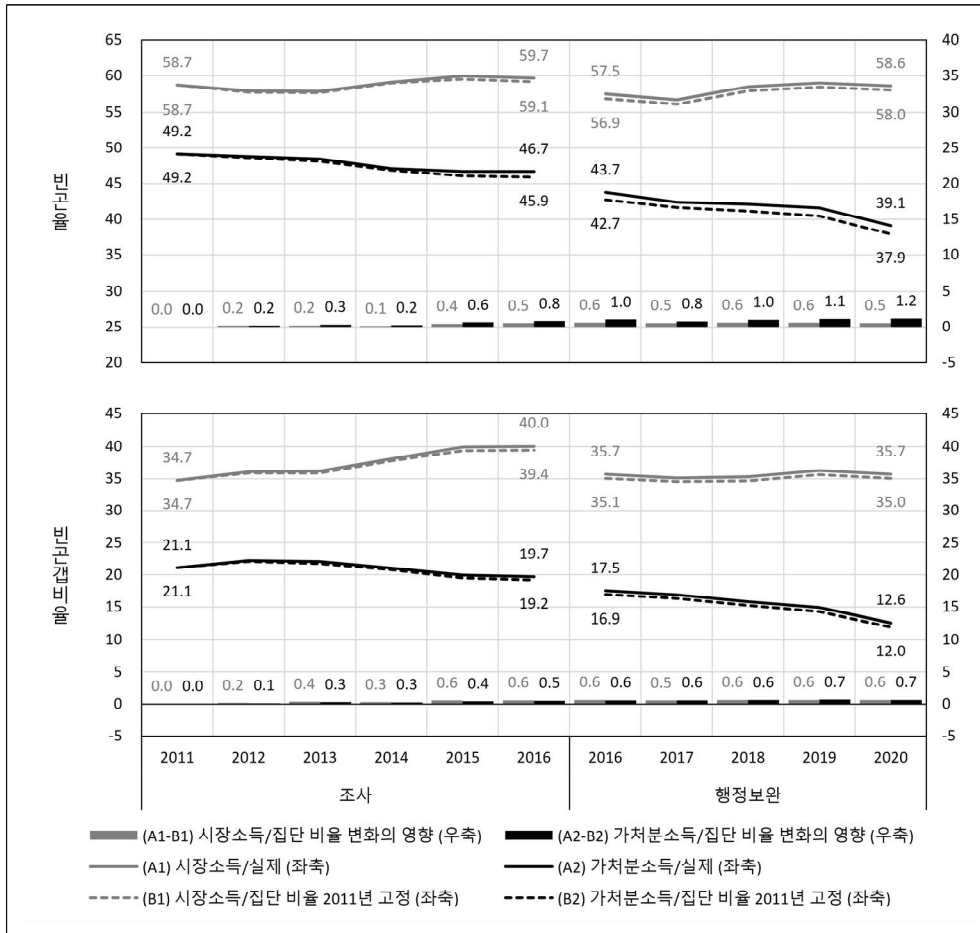 빈곤율
65 40
60 35
55 30
50 25
45 20
40 15
35 10
30 5
25 0
20 -5
58.7 59.7 57.5 58.6
58.7 59.1 56.9 58.0
49.2 46.7 43.7 39.1
49.2 45.9 42.7 37.9
0.0 0.0 0.2 0.2 0.2 0.3 0.1 0.2 0.4 0.6 0.5 0.8 0.6 1.0 0.5 0.8 0.6 1.0 0.6 1.1 0.5 1.2
빈곤갭비율
45 45
40 40
35 35
30 30
25 25
20 20
15 15
10 10
5 5
0 0
-5 -5
34.7 40.0 35.7 35.7
34.7 39.4 35.1 35.0
21.1 19.7 17.5 12.6
21.1 19.2 16.9 12.0
0.0 0.0 0.2 0.1 0.4 0.3 0.3 0.3 0.6 0.4 0.6 0.5 0.6 0.6 0.5 0.6 0.6 0.6 0.6 0.7 0.6 0.7
2011 2012 2013 2014 2015 2016 2016 2017 2018 2019 2020
조사 행정보완
(A1-B1) 시장소득/집단 비율 변화의 영향 (우축) (A2-B2) 가처분소득/집단 비율 변화의 영향 (우축)
(A1) 시장소득/실제 (좌축) (A2) 가처분소득/실제 (좌축)
(B1) 시장소득/집단 비율 2011년 고정 (좌축) (B2) 가처분소득/집단 비율 2011년 고정 (좌축)